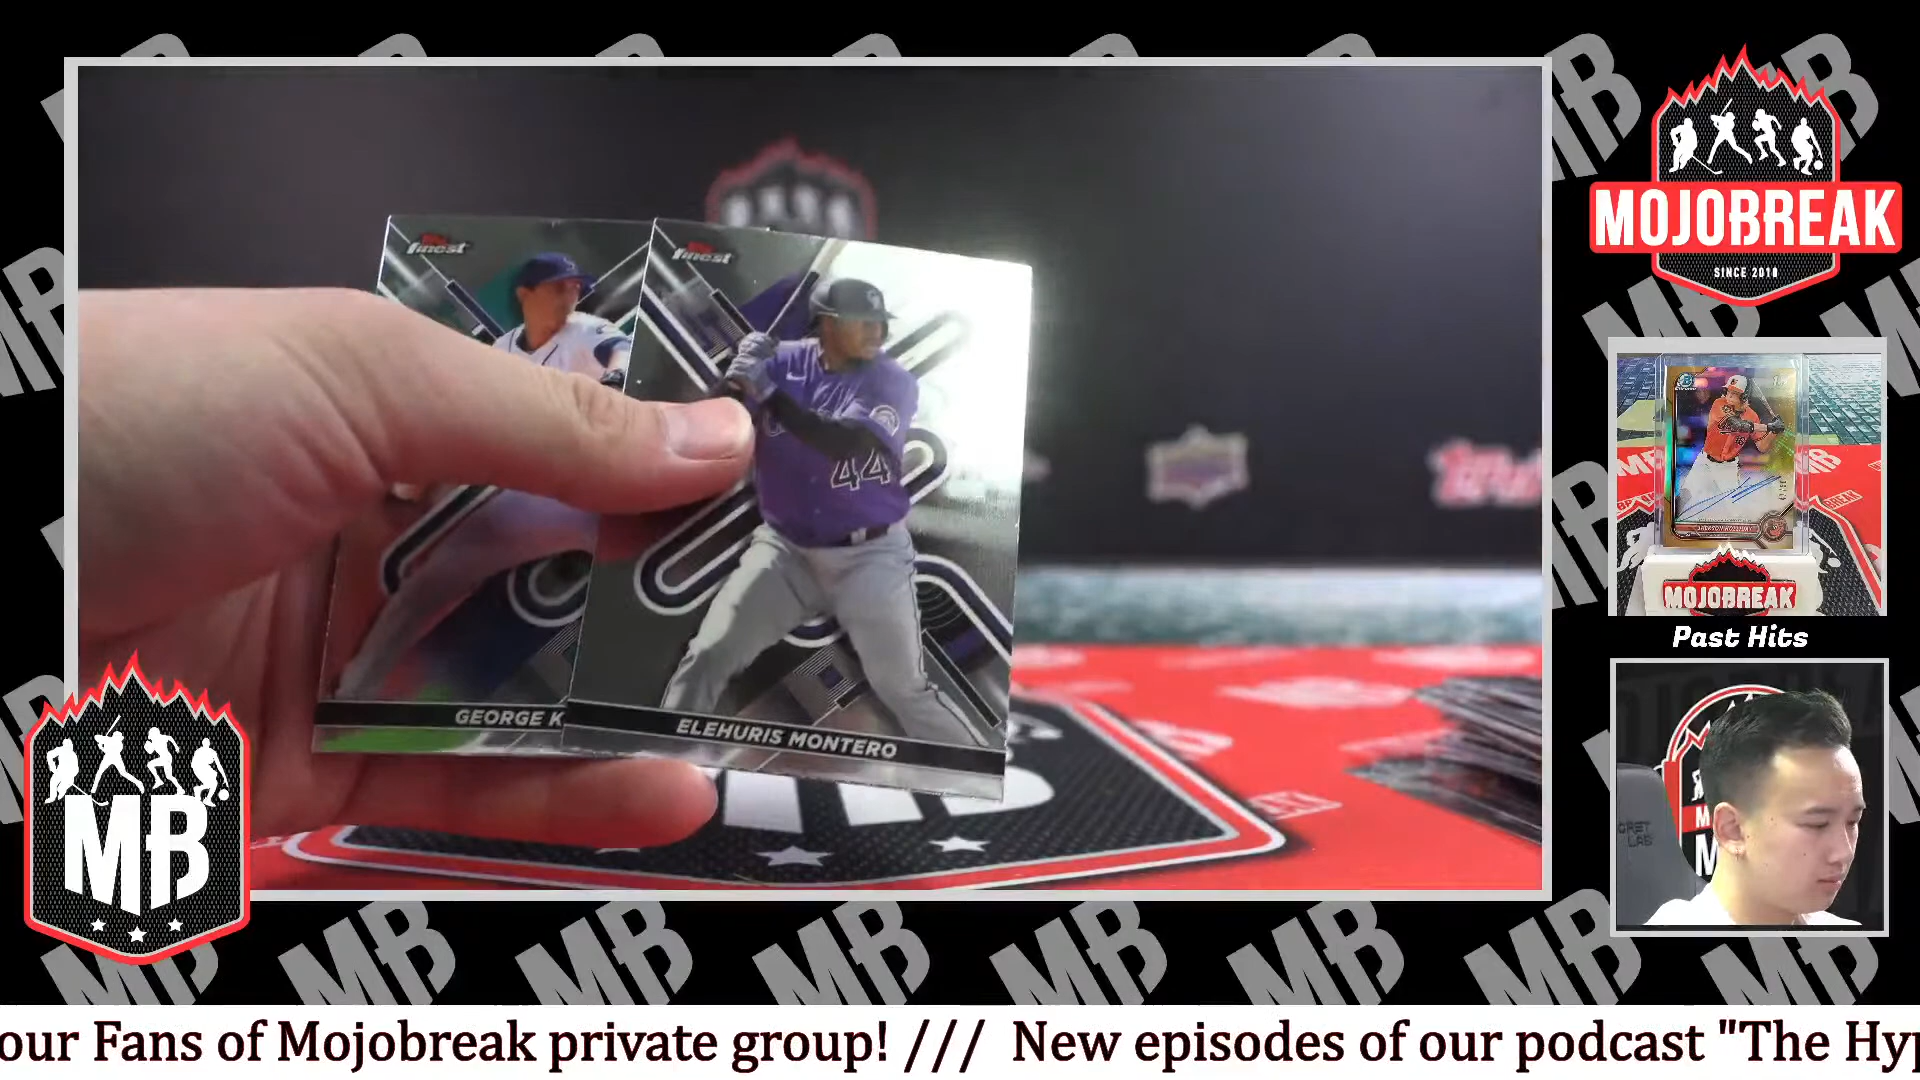 MOJOBREAK
SINCE 2018
finest
finest
44
GEORGE K
ELEHURIS MONTERO
MOJOBREAK
Past Hits
MB
our Fans of Mojobreak private group! /// New episodes of our podcast "The Hyp